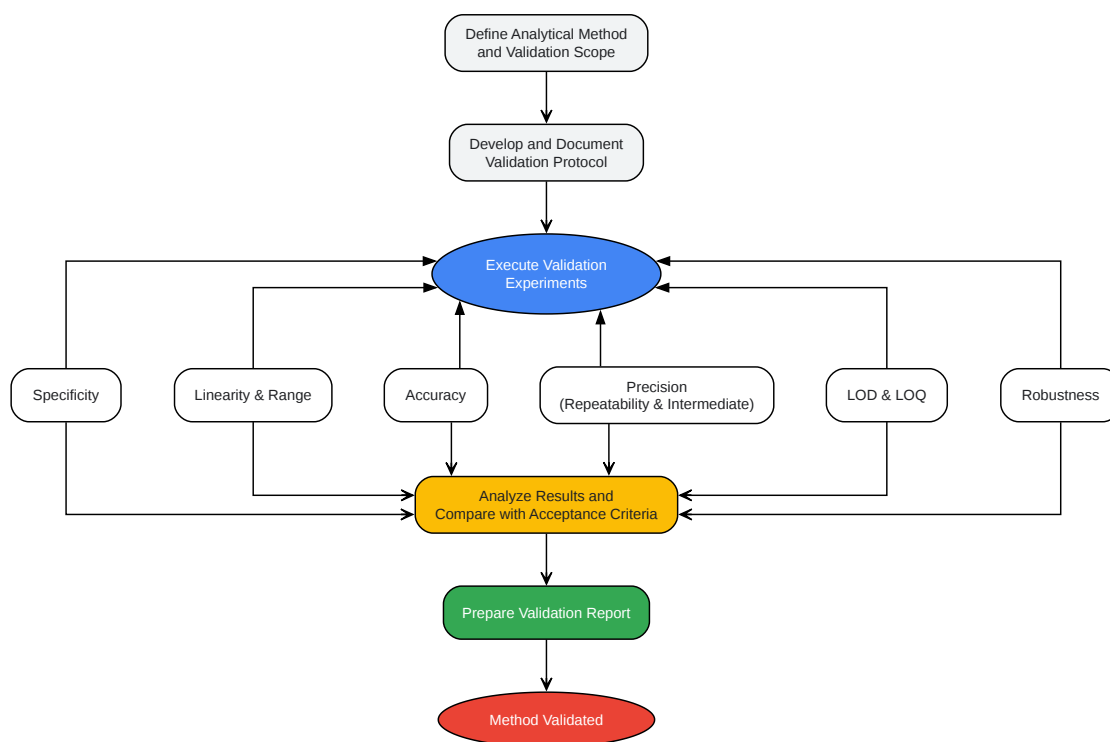 Define Analytical Method
and Validation Scope
Develop and Document
Validation Protocol
Execute Validation
Experiments
Specificity
Linearity & Range
Accuracy
Precision
(Repeatability & Intermediate)
LOD & LOQ
Robustness
Analyze Results and
Compare with Acceptance Criteria
Prepare Validation Report
Method Validated